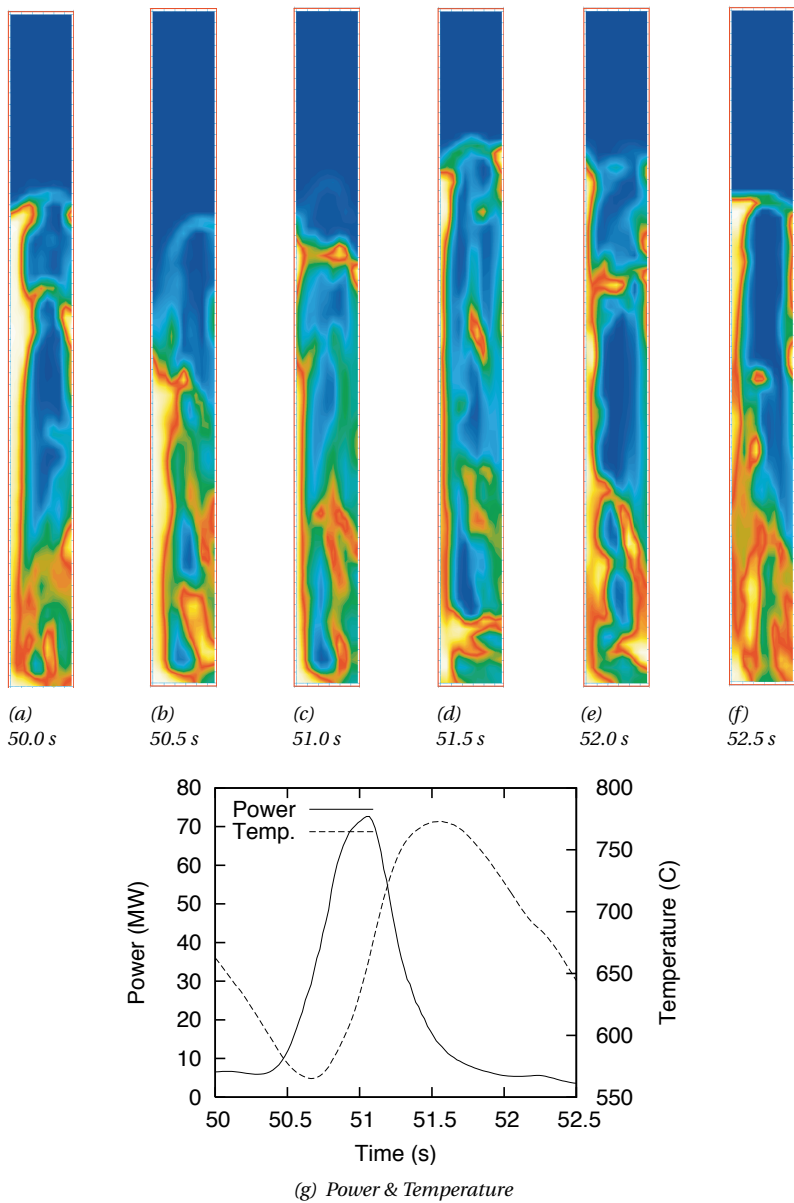 (a) (b) (c) (d) (e) (f)
50.0 s 50.5 s 51.0 s 51.5 s 52.0 s 52.5 s
80 800
Power
70
Temp.
750
60
50
700
40
650
30
20
600
10
0 550
50 50.5 51 51.5 52 52.5
Power (MW)
Temperature (C)
Time (s)
(g) Power & Temperature